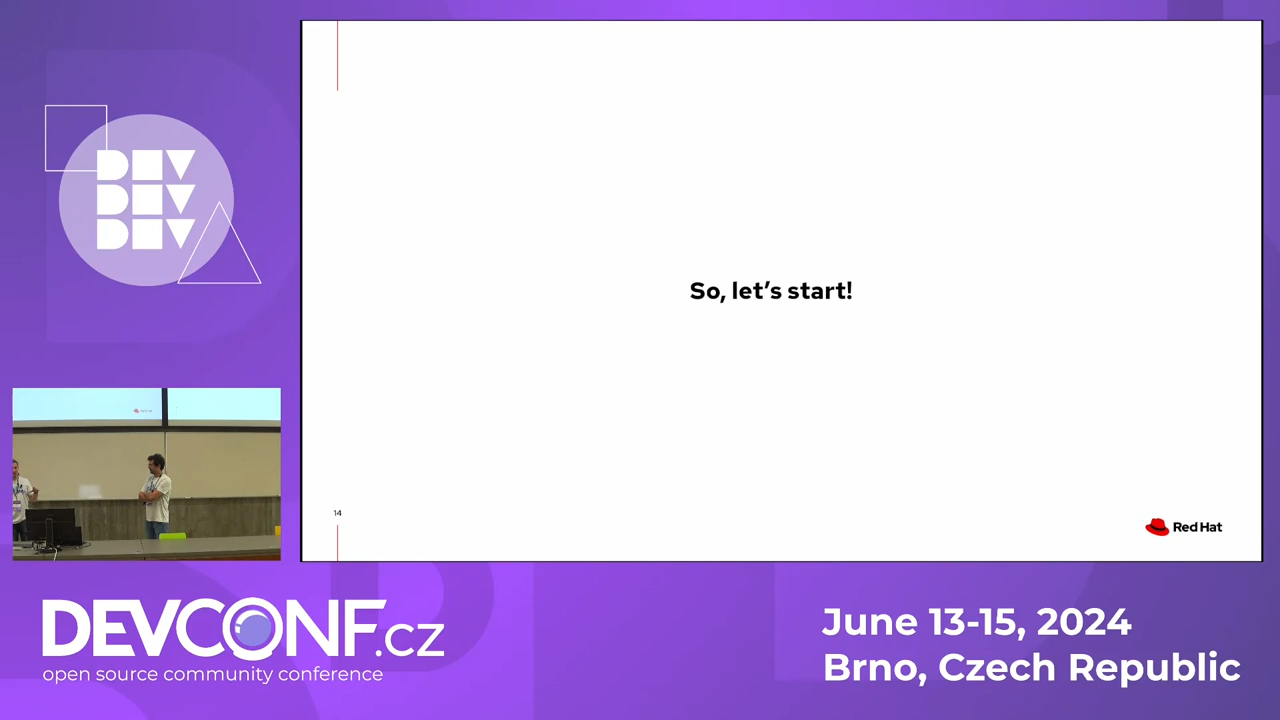 DEV
DEV
DEV
So, let's start!
14
Red Hat
DEVCONF.cz
open source community conference
June 13-15, 2024
Brno, Czech Republic